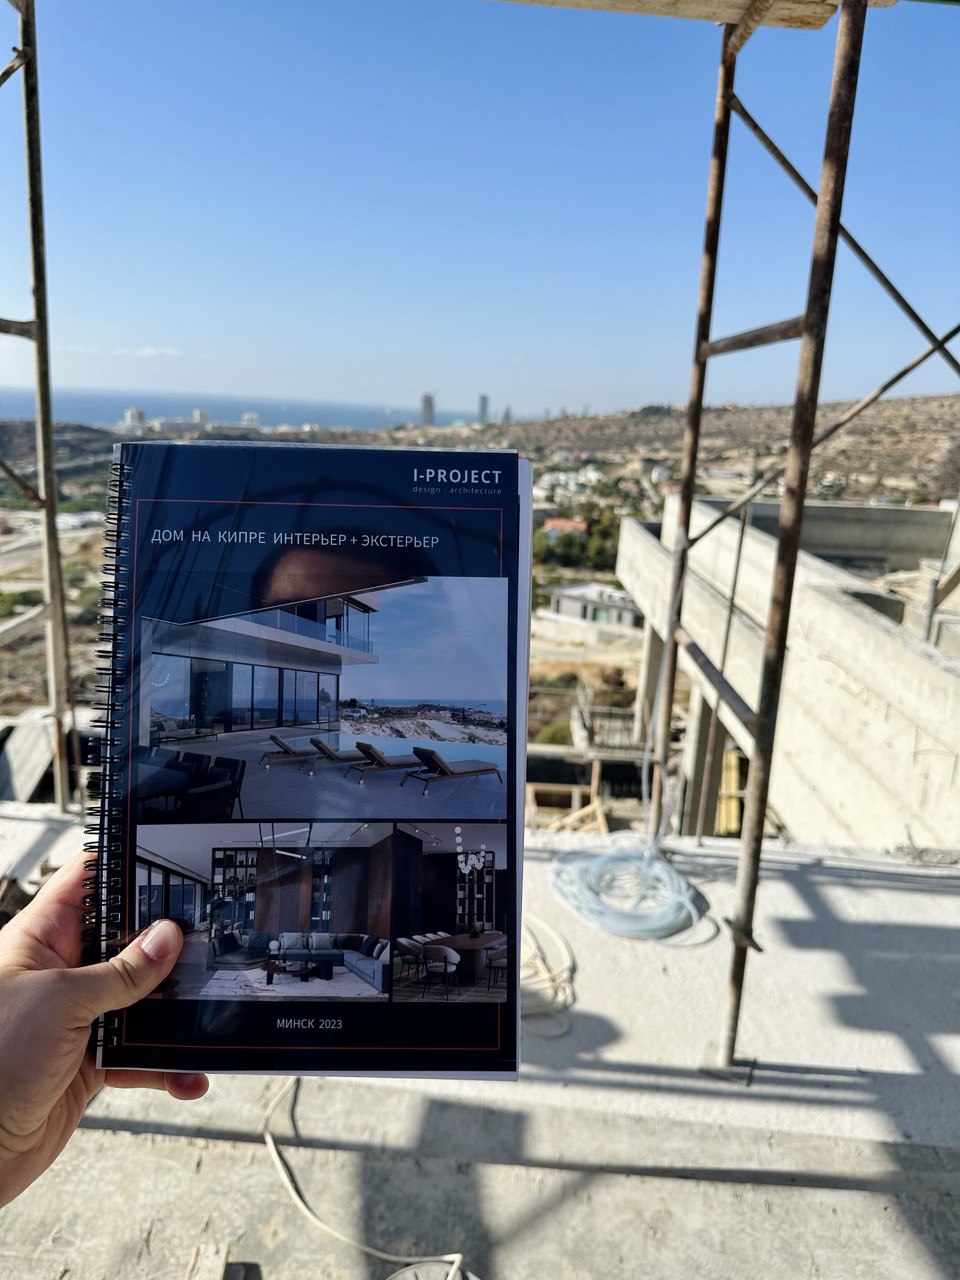 I-PROJECT
design · architecture
ДОМ НА КИПРЕ ИНТЕРЬЕР + ЭКСТЕРЬЕР
МИНСК 2023